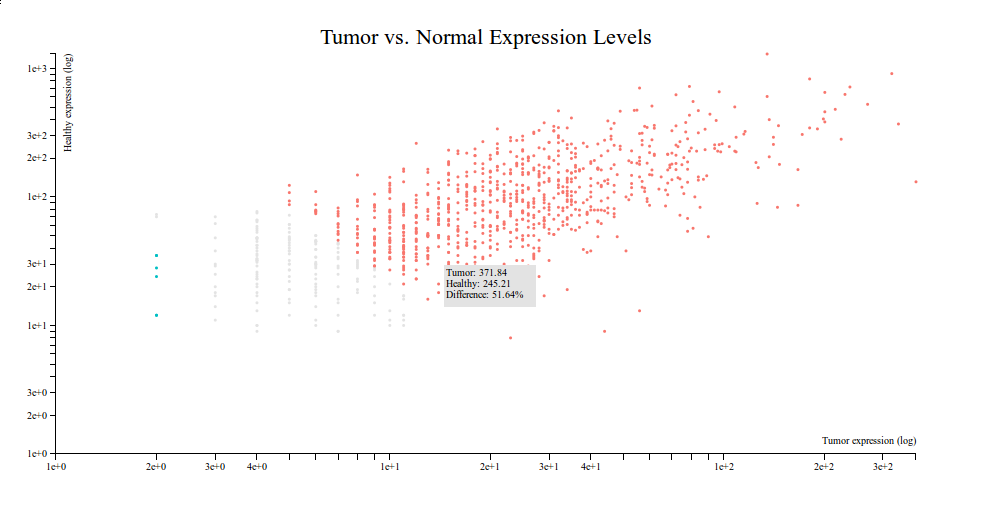 Tumor vs. Normal Expression Levels
Healthy expression (log)
1e+3
3e+2
2e+2
1e+2
3e+1
2e+1
1e+1
3e+0
2e+0
1e+0
Tumor: 371.84
Healthy: 245.21
Difference: 51.64%
Tumor expression (log)
1e+0
2e+0
3e+0
4e+0
1e+1
2e+1
3e+1
4e+1
1e+2
2e+2
3e+2